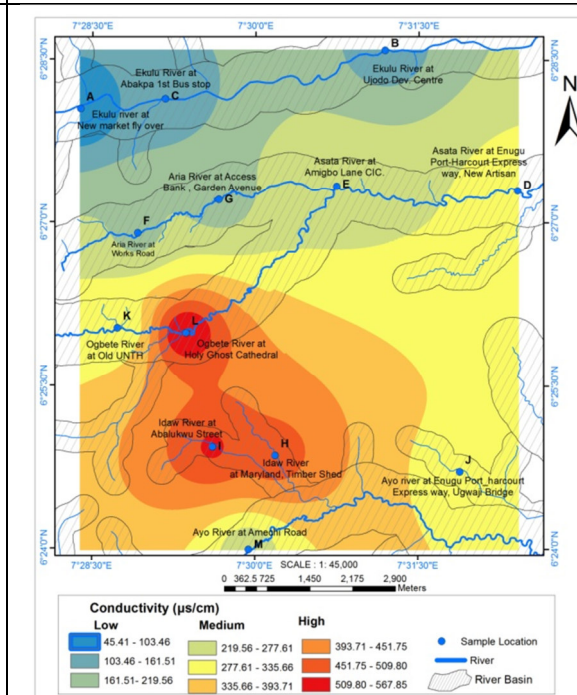 7°28'30"E 7°30'0"E 7°31'30"E
6°28'30"N 6°28'30"N
B
Ekulu River at
Abakpa 1st Bus stop
Ekulu River at
Ujodo Dev. Centre
A
C
Ekulu river at
New market fly over
N
Asata River at Enugu
Port-Harcourt Express
way, New Artisan
Asata River at
Amigbo Lane CIC.
Aria River at Access
Bank , Garden Avenue
E
D
G
F
6°27'0"N 6°27'0"N
Aria River at
Works Road
K
L
Ogbete River
at Old UNTH
Ogbete River at
Holy Ghost Cathedral
6°25'30"N 6°25'30"N
Idaw River at
Abalukwu Street
I
H
Idaw River
at Maryland, Timber Shed
J
Ayo river at Enugu Port_harcourt
Express way, Ugwaji Bridge
Ayo River at Amechi Road
M
6°24'0"N 6°24'0"N
7°28'30"E 7°30'0"E 7°31'30"E
SCALE : 1: 45,000
0 362.5 725 1,450 2,175 2,900
Meters
Conductivity (µs/cm)
Low Medium High
45.41 - 103.46 219.56 - 277.61 393.71 - 451.75 Sample Location
103.46 - 161.51 277.61 - 335.66 451.75 - 509.80 River
161.51- 219.56 335.66 - 393.71 509.80 - 567.85 River Basin